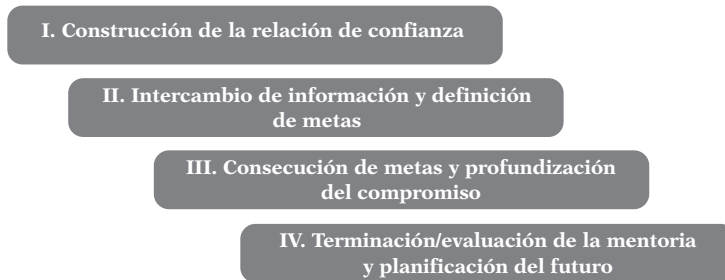 I. Construcción de la relación de confianza
II. Intercambio de información y definición
de metas
III. Consecución de metas y profundización
del compromiso
IV. Terminación/evaluación de la mentoria
y planificación del futuro